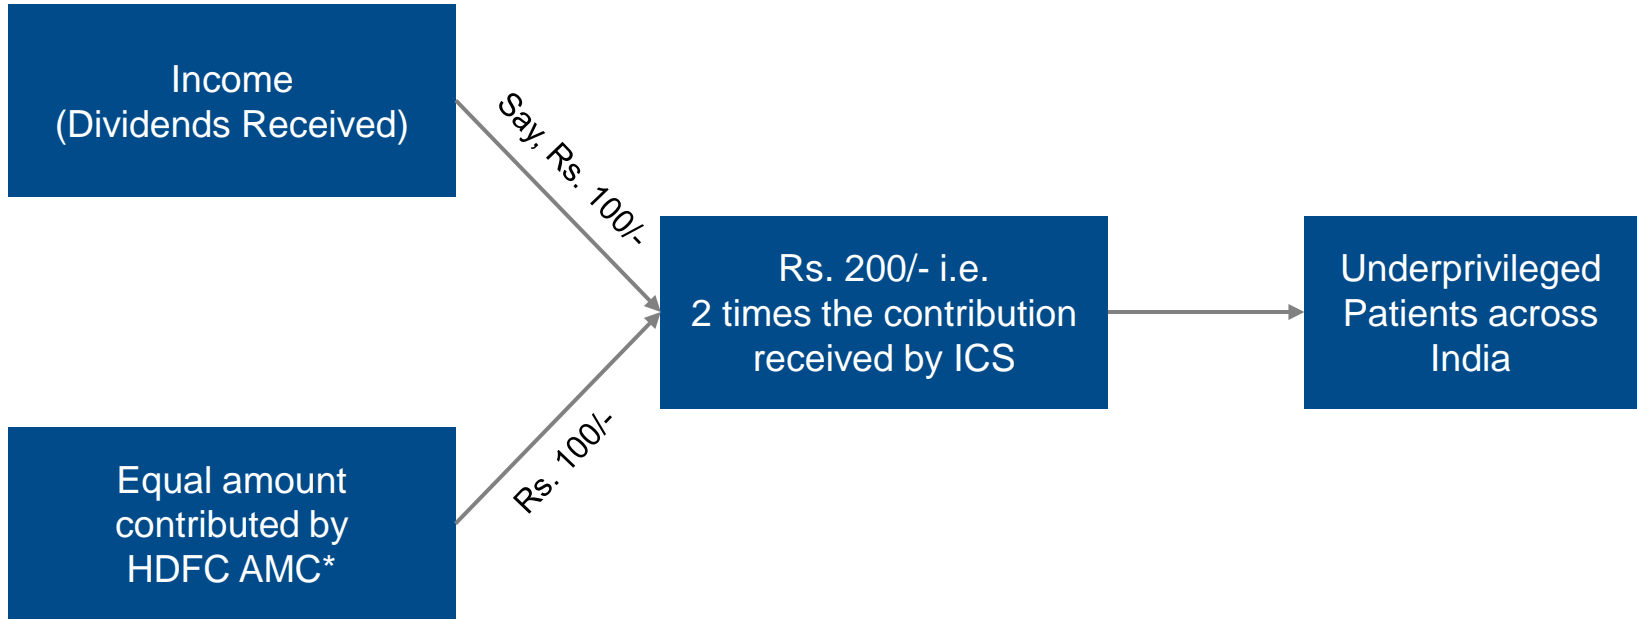 Income
(Dividends Received)
Say, Rs. 100/-
Equal amount
contributed by
HDFC AMC*
Rs. 100/-
Rs. 200/- i.e.
2 times the contribution
received by ICS
Underprivileged
Patients across
India